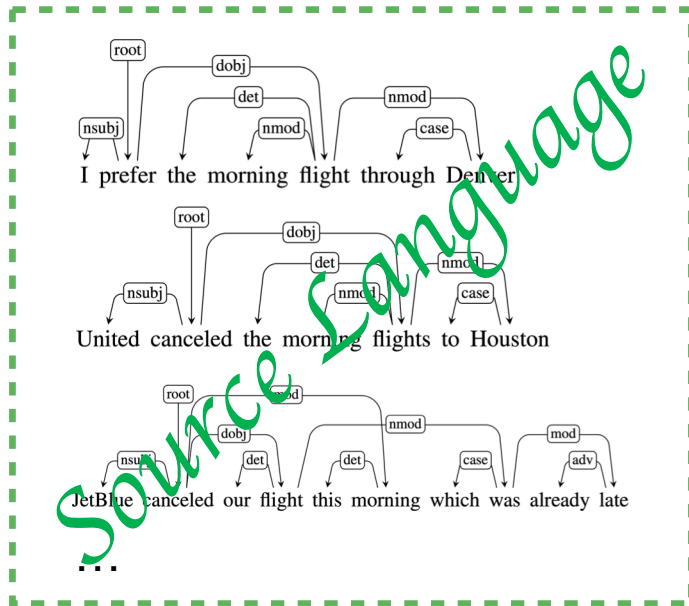 root
dobj
det nmod
nsubj nmod case
I prefer the morning flight through Denver
root
dobj
det nmod
nsubj nmod case
United canceled the morning flights to Houston
root mod
nmod
dobj mod
nsubj det det case adv
JetBlue canceled our flight this morning which was already late
...
Source Language